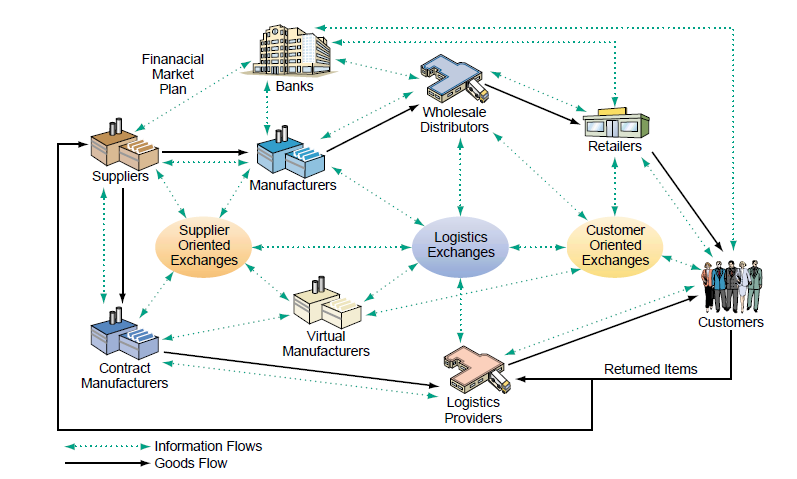 Finanacial
Market
Plan
Banks
Wholesale
Distributors
Retailers
Suppliers
Manufacturers
Supplier
Oriented
Exchanges
Logistics
Exchanges
Customer
Oriented
Exchanges
Customers
Virtual
Manufacturers
Contract
Manufacturers
Logistics
Providers
Returned Items
Information Flows
Goods Flow